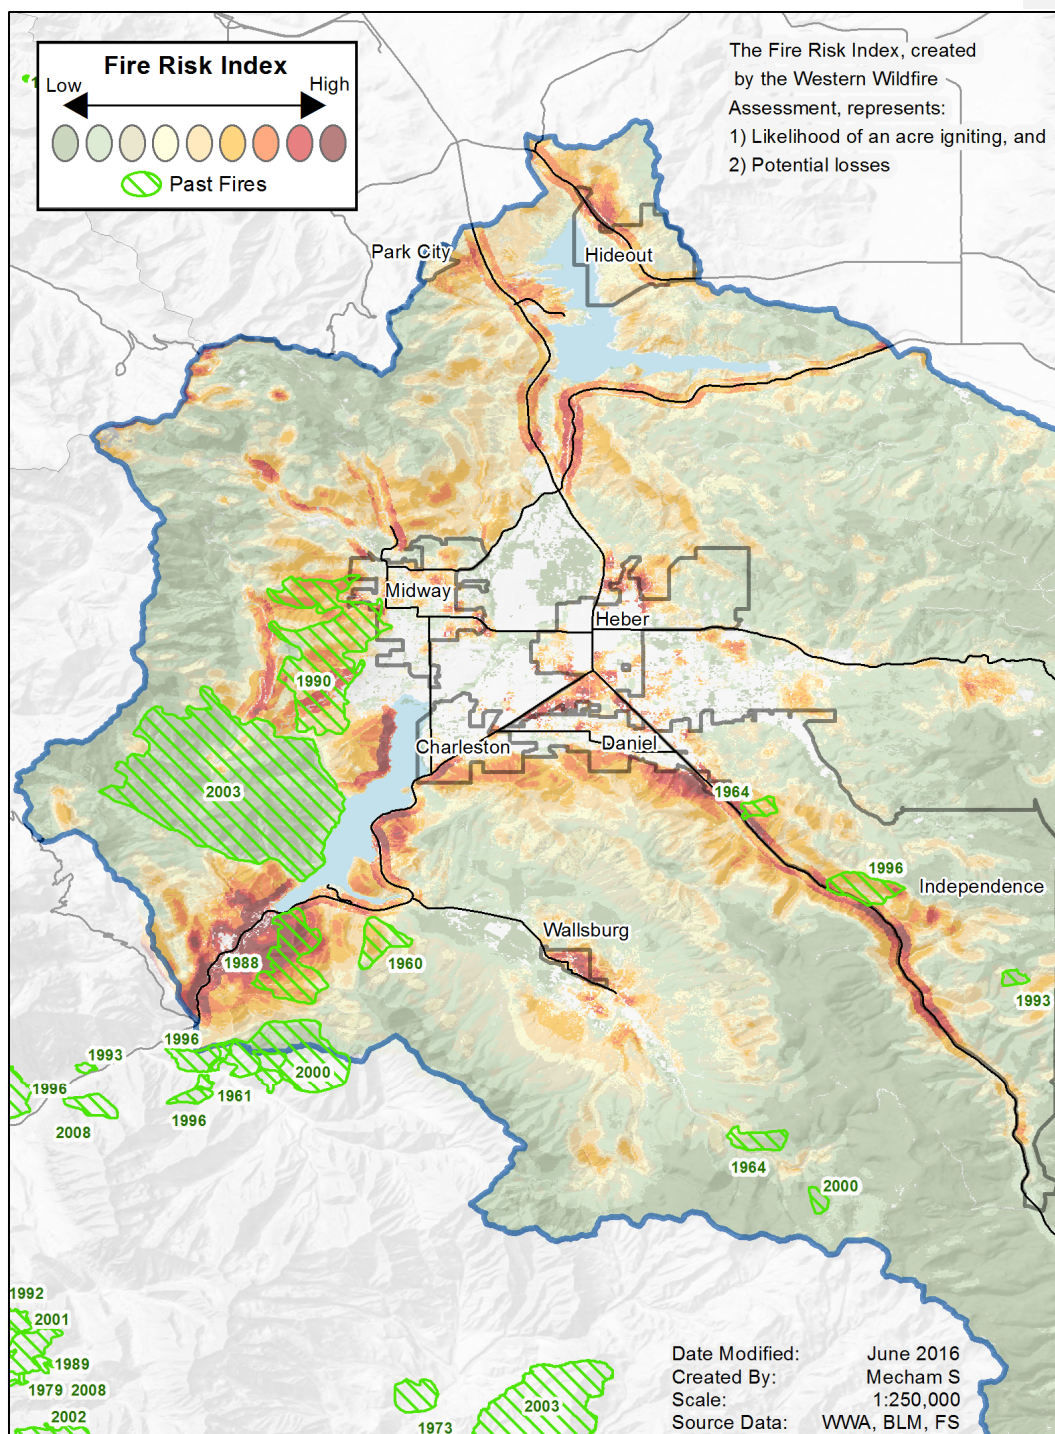 Fire Risk Index
Low
High
Past Fires
The Fire Risk Index, created
by the Western Wildfire
Assessment, represents:
1) Likelihood of an acre igniting, and
2) Potential losses
Park City
Hideout
Midway
Heber
1990
Charleston
Daniel
2003
1964
1996
Independence
Wallsburg
1988
1960
1993
1996
1993
2000
1996
1961
1996
2008
1964
2000
1992
2001
1989
1979
2008
2002
1973
2003
Date Modified: June 2016
Created By: Mecham S
Scale: 1:250,000
Source Data: WWA, BLM, FS